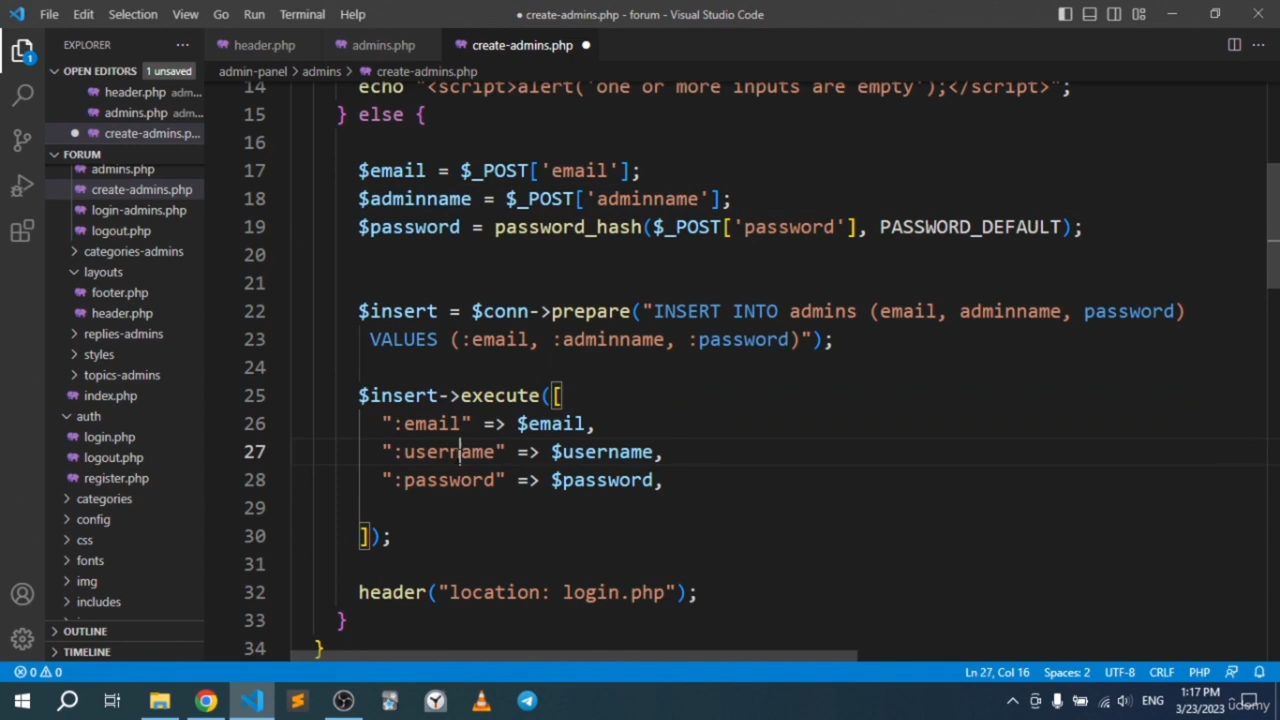 File Edit Selection View Go Run Terminal Help
● create-admins.php - forum - Visual Studio Code
EXPLORER
header.php admins.php create-admins.php
OPEN EDITORS 1 unsaved
admin-panel > admins > create-admins.php
header.php adm...
admins.php adm...
create-admins.p...
FORUM
admins.php
create-admins.php
login-admins.php
logout.php
categories-admins
layouts
footer.php
header.php
replies-admins
styles
topics-admins
index.php
auth
login.php
logout.php
register.php
categories
config
css
fonts
img
includes
OUTLINE
TIMELINE
14 echo "<script>alert('one or more inputs are empty');</script>";
15 } else {
16
17 $email = $_POST['email'];
18 $adminname = $_POST['adminname'];
19 $password = password_hash($_POST['password'], PASSWORD_DEFAULT);
20
21
22 $insert = $conn->prepare("INSERT INTO admins (email, adminname, password)
23 VALUES (:email, :adminname, :password)");
24
25 $insert->execute([
26 ":email" => $email,
27 ":username" => $username,
28 ":password" => $password,
29
30 ]);
31
32 header("location: login.php");
33 }
34 }
0 0 Ln 27, Col 16 Spaces: 2 UTF-8 CRLF PHP
ENG 1:17 PM
3/23/2023
1
ûdemy